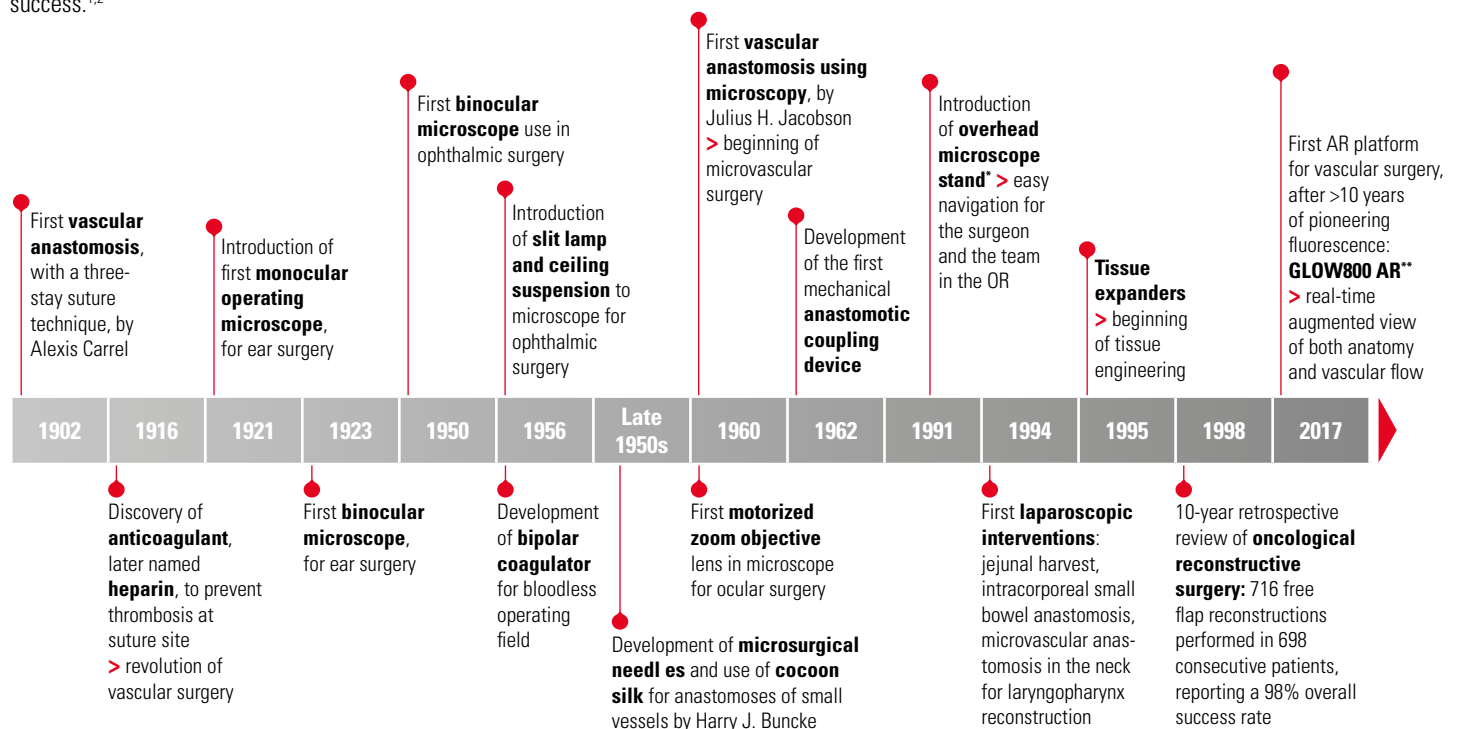 success.1,2
First vascular
anastomosis,
with a three-
stay suture
technique, by
Alexis Carrel
Introduction of
first monocular
operating
microscope,
for ear surgery
First binocular
microscope use in
ophthalmic surgery
Introduction
of slit lamp
and ceiling
suspension to
microscope for
ophthalmic
surgery
First vascular
anastomosis using
microscopy, by
Julius H. Jacobson
> beginning of
microvascular
surgery
Development
of the first
mechanical
anastomotic
coupling
device
Introduction
of overhead
microscope
stand* > easy
navigation for
the surgeon
and the team
in the OR
Tissue
expanders
> beginning
of tissue
engineering
First AR platform
for vascular surgery,
after >10 years
of pioneering
fluorescence:
GLOW800 AR**
> real-time
augmented view
of both anatomy
and vascular flow
1902 1916 1921 1923 1950 1956 Late 1950s 1960 1962 1991 1994 1995 1998 2017
Discovery of
anticoagulant,
later named
heparin, to prevent
thrombosis at
suture site
> revolution of
vascular surgery
First binocular
microscope,
for ear surgery
Development
of bipolar
coagulator
for bloodless
operating
field
Development of microsurgical
needl es and use of cocoon
silk for anastomoses of small
vessels by Harry J. Buncke
First motorized
zoom objective
lens in microscope
for ocular surgery
First laparoscopic
interventions:
jejunal harvest,
intracorporeal small
bowel anastomosis,
microvascular anas-
tomosis in the neck
for laryngopharynx
reconstruction
10-year retrospective
review of oncological
reconstructive
surgery: 716 free
flap reconstructions
performed in 698
consecutive patients,
reporting a 98% overall
success rate